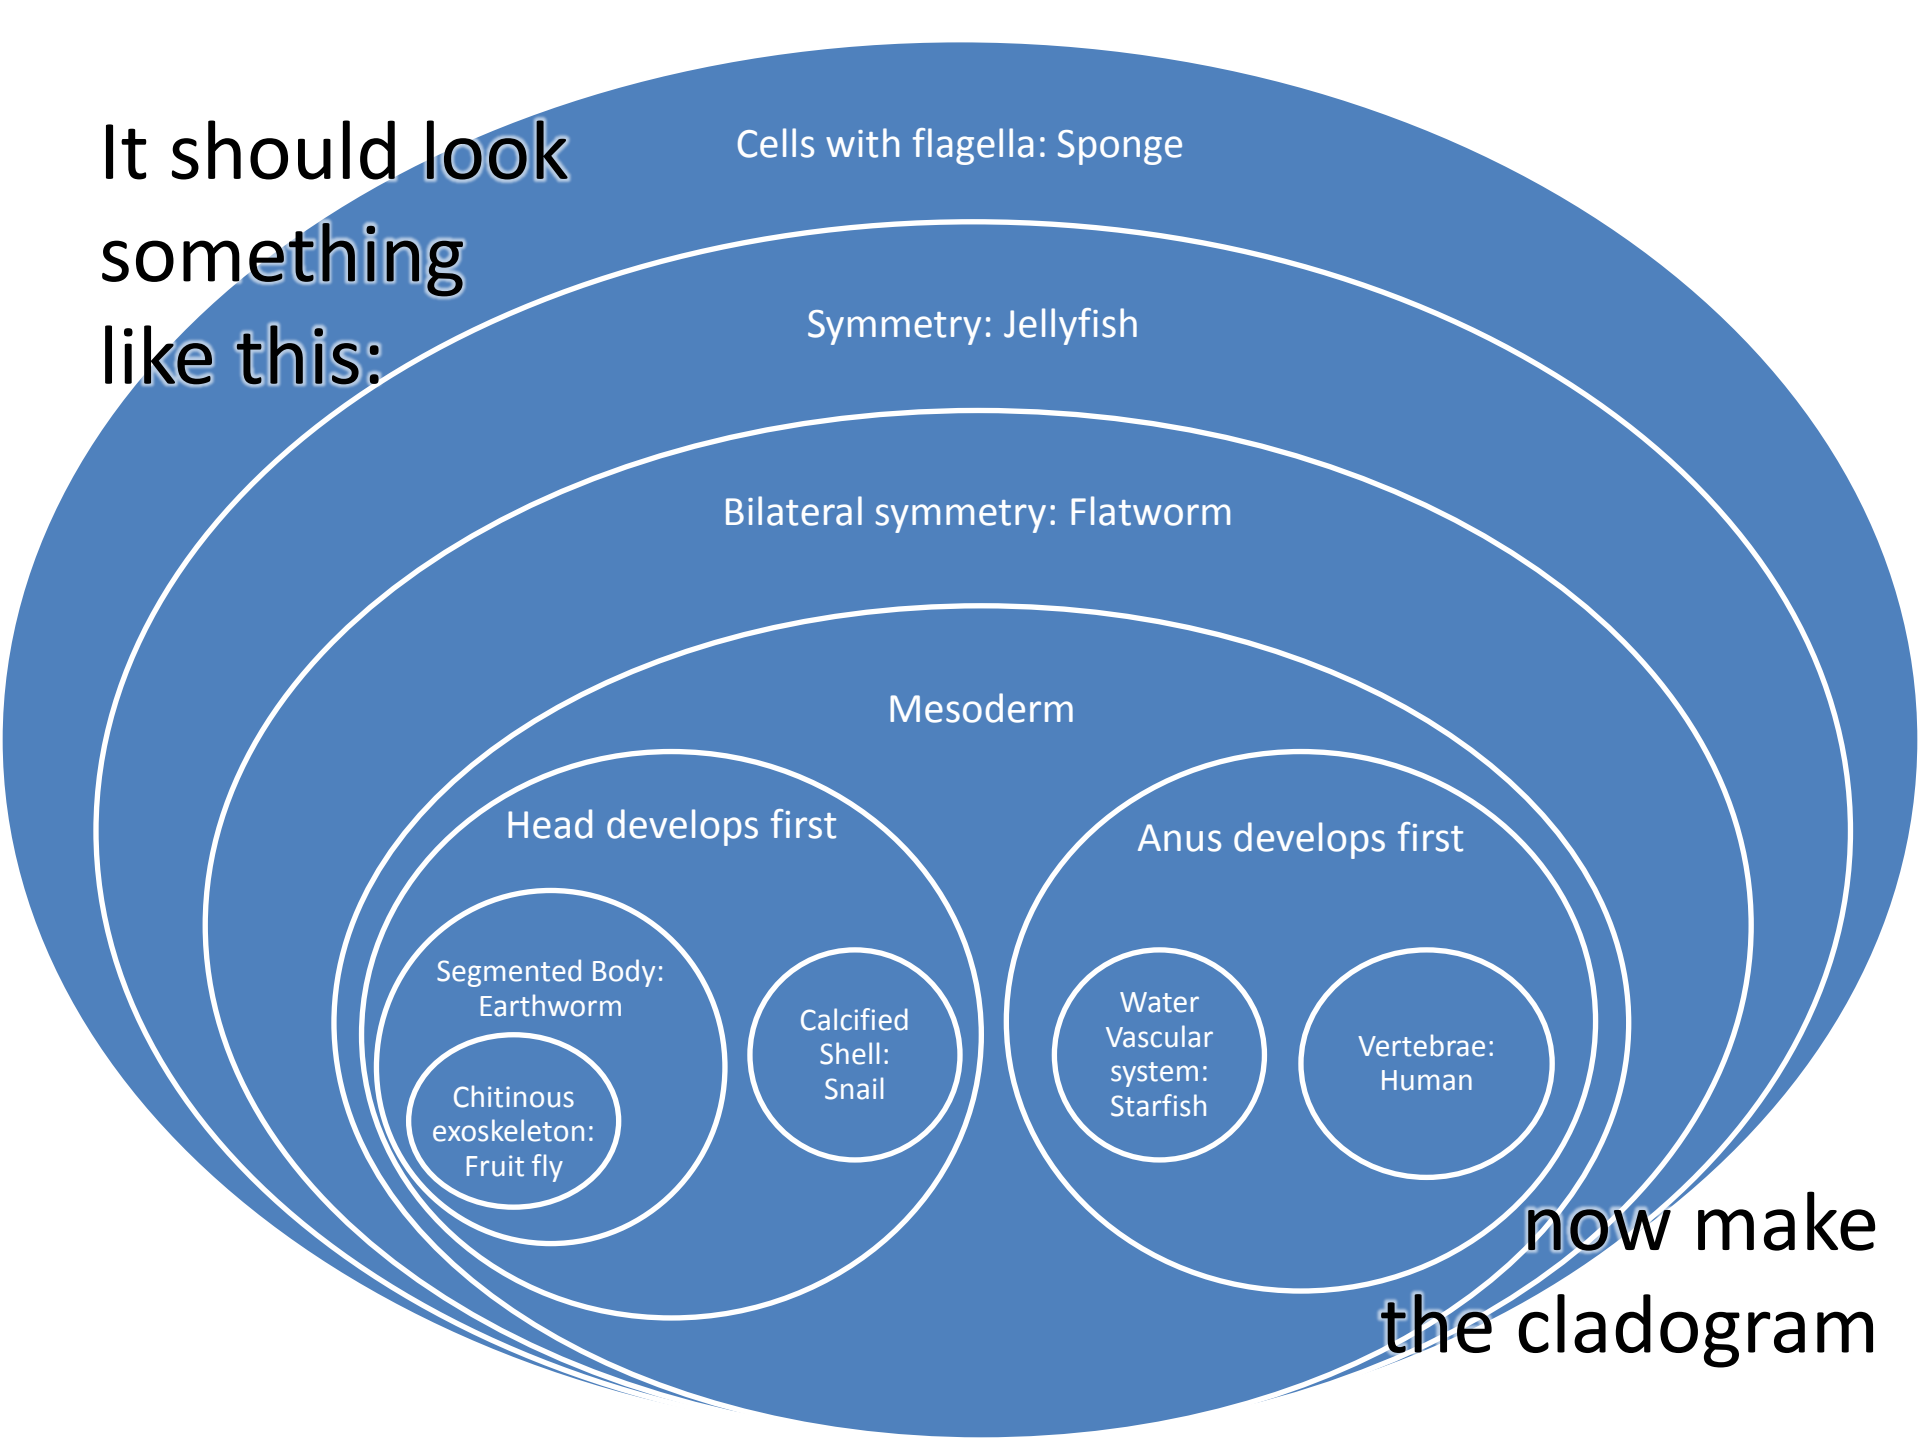 It should look
something
like this:
Cells with flagella: Sponge
Symmetry: Jellyfish
Bilateral symmetry: Flatworm
Mesoderm
Head develops first
Segmented Body:
Earthworm
Chitinous
exoskeleton:
Fruit fly
Calcified
Shell:
Snail
Anus develops first
Water
Vascular
system:
Starfish
Vertebrae:
Human
now make
the cladogram